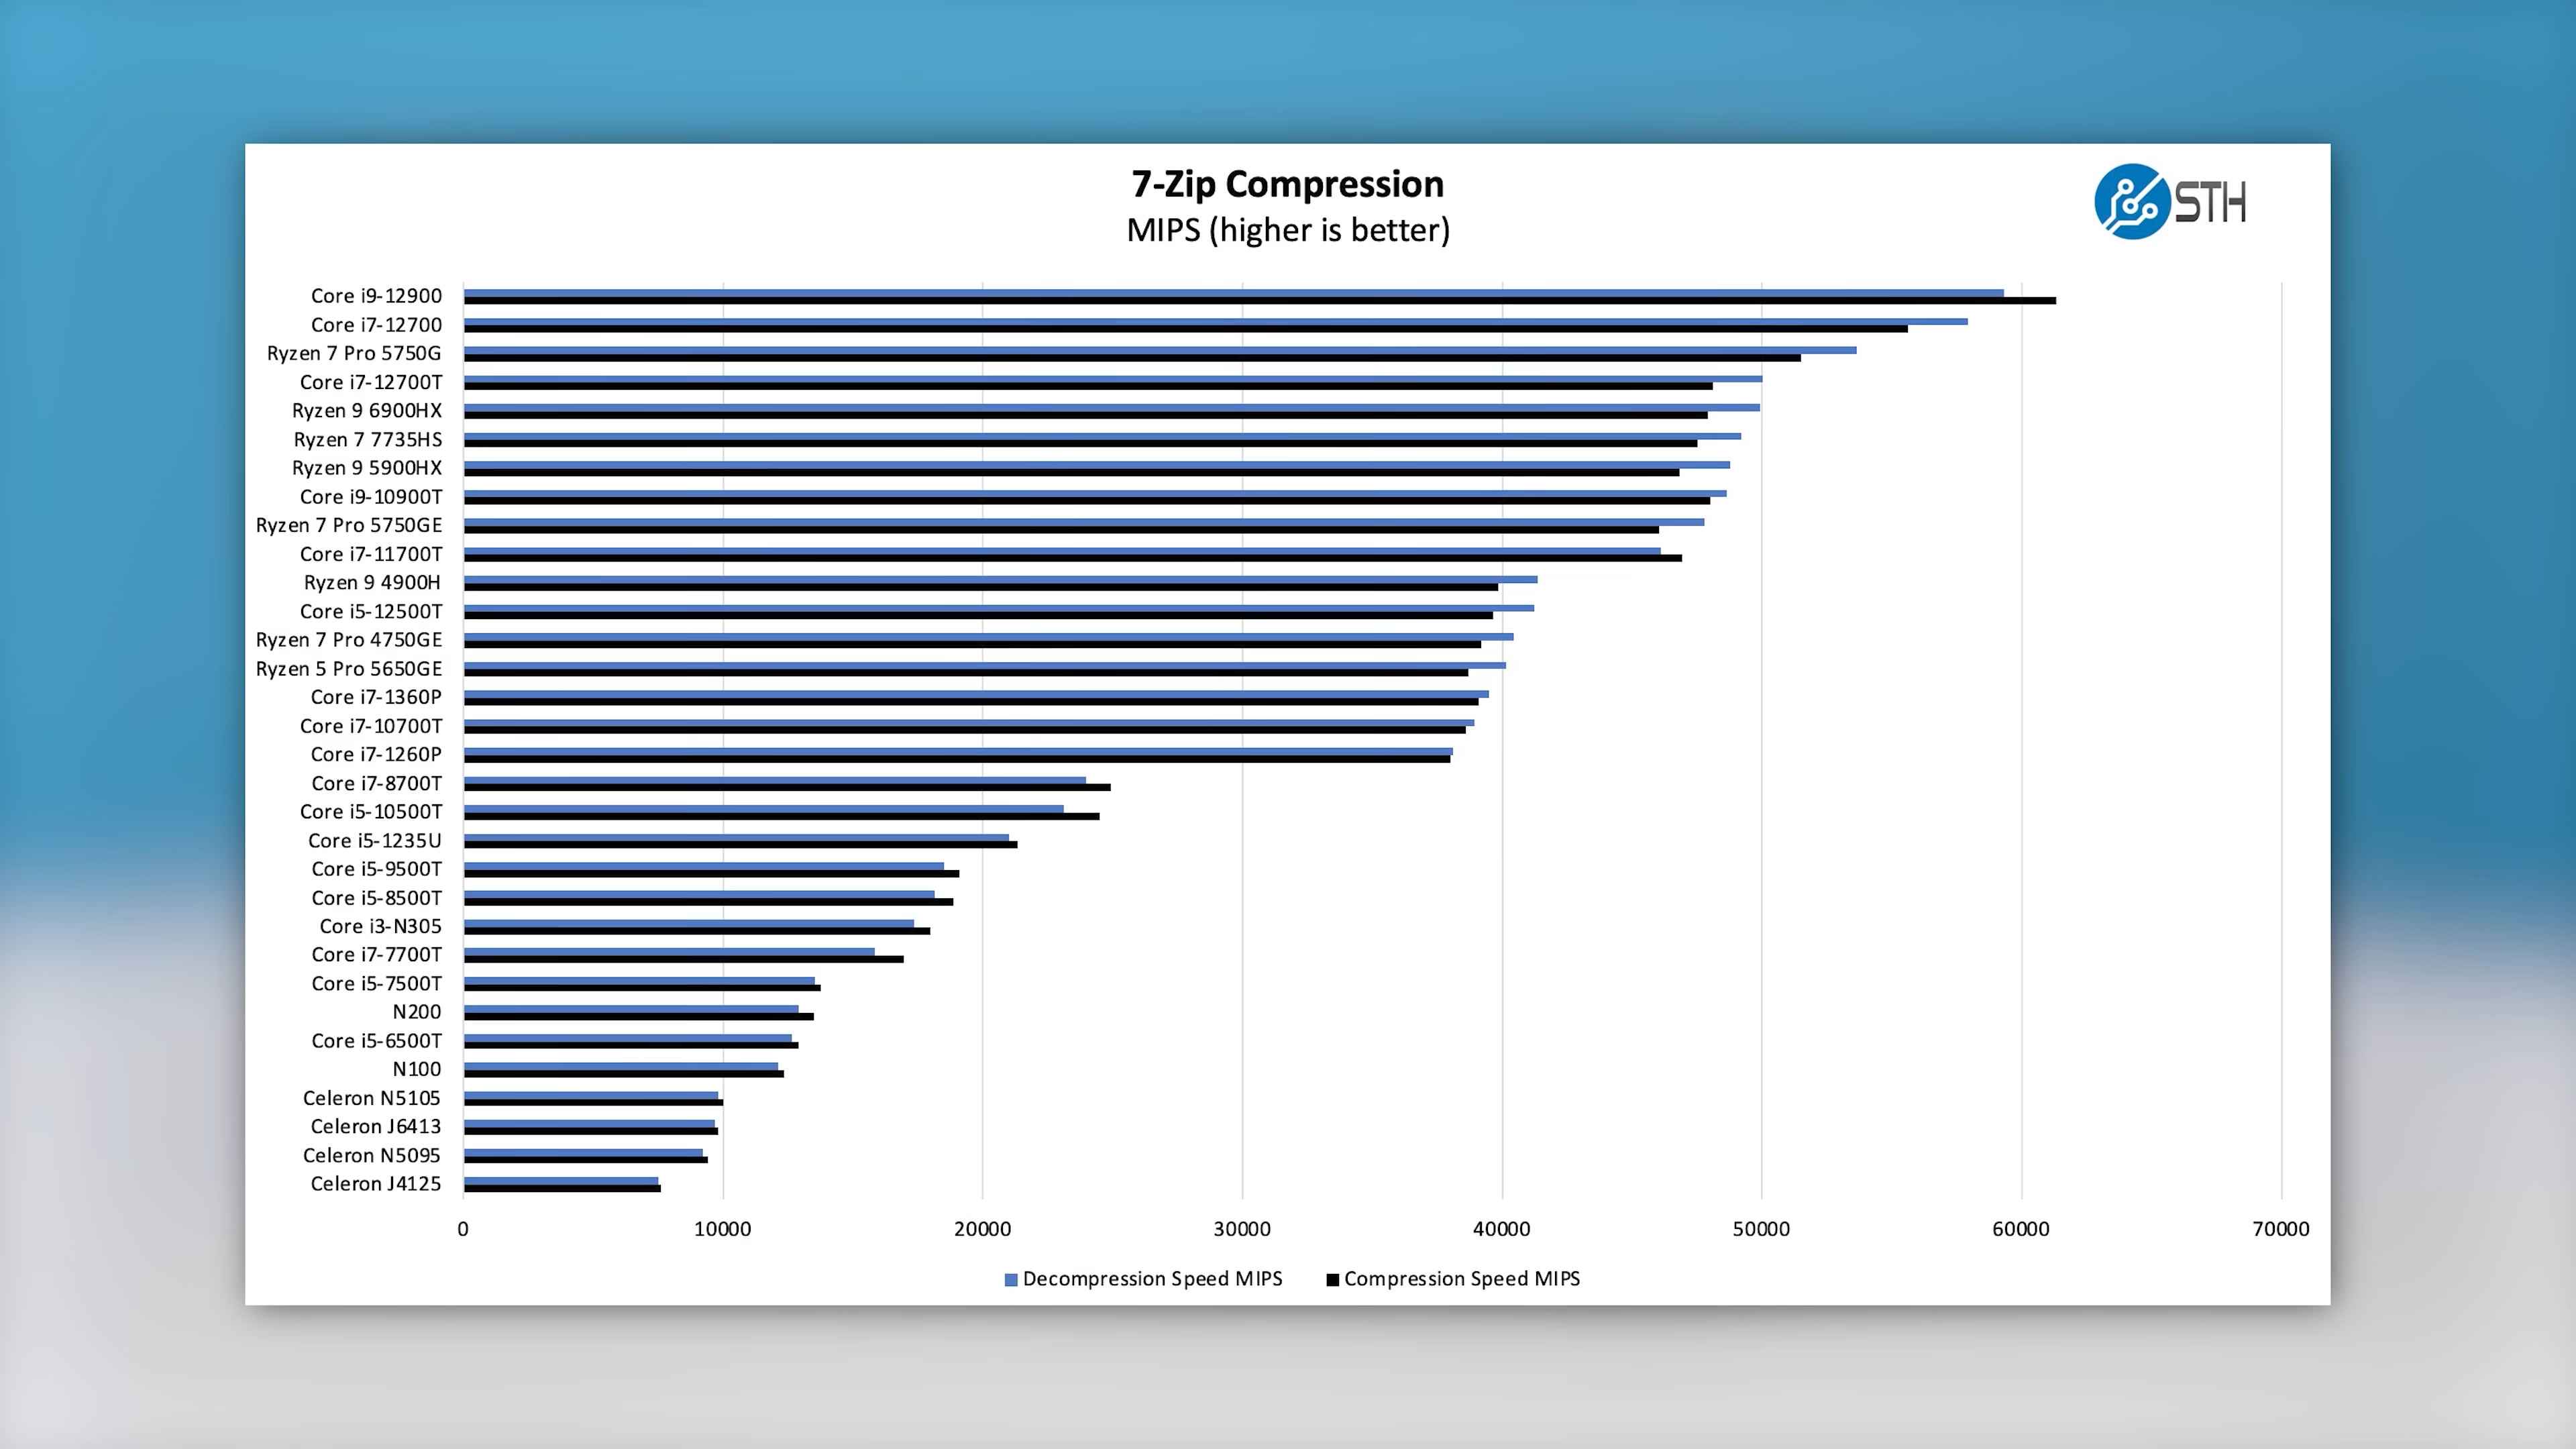 7-Zip Compression
MIPS (higher is better)
STH
Core i9-12900
Core i7-12700
Ryzen 7 Pro 5750G
Core i7-12700T
Ryzen 9 6900HX
Ryzen 7 7735HS
Ryzen 9 5900HX
Core i9-10900T
Ryzen 7 Pro 5750GE
Core i7-11700T
Ryzen 9 4900H
Core i5-12500T
Ryzen 7 Pro 4750GE
Ryzen 5 Pro 5650GE
Core i7-1360P
Core i7-10700T
Core i7-1260P
Core i7-8700T
Core i5-10500T
Core i5-1235U
Core i5-9500T
Core i5-8500T
Core i3-N305
Core i7-7700T
Core i5-7500T
N200
Core i5-6500T
N100
Celeron N5105
Celeron J6413
Celeron N5095
Celeron J4125
0 10000 20000 30000 40000 50000 60000 70000
Decompression Speed MIPS Compression Speed MIPS